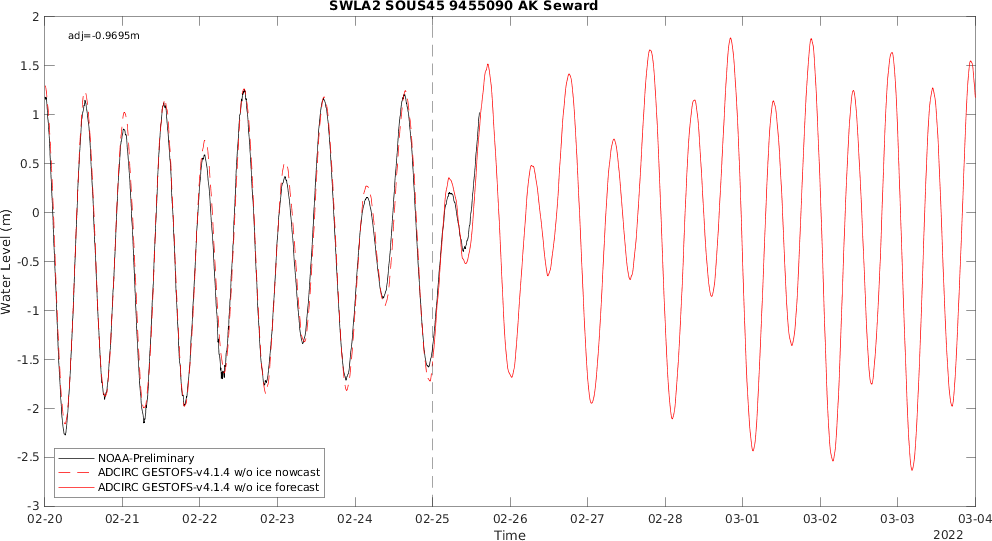 SWLA2 SOUS45 9455090 AK Seward
adj=-0.9695m
2
1.5
1
0.5
0
-0.5
-1
-1.5
-2
-2.5
-3
Water Level (m)
NOAA-Preliminary
ADCIRC GESTOFS-v4.1.4 w/o ice nowcast
ADCIRC GESTOFS-v4.1.4 w/o ice forecast
02-20 02-21 02-22 02-23 02-24 02-25 02-26 02-27 02-28 03-01 03-02 03-03 03-04
Time
2022